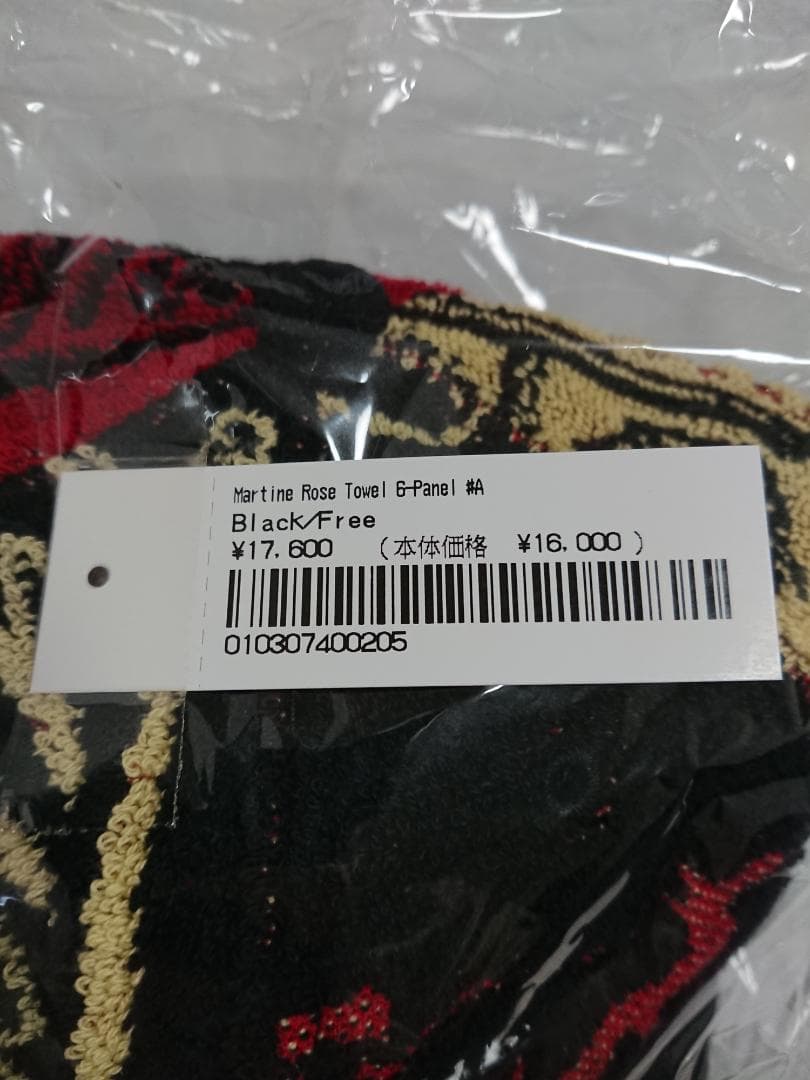 Martine Rose Towel 6-Panel #A
Black/Free
¥17,600 (本体価格 ¥16,000 )
010307400205